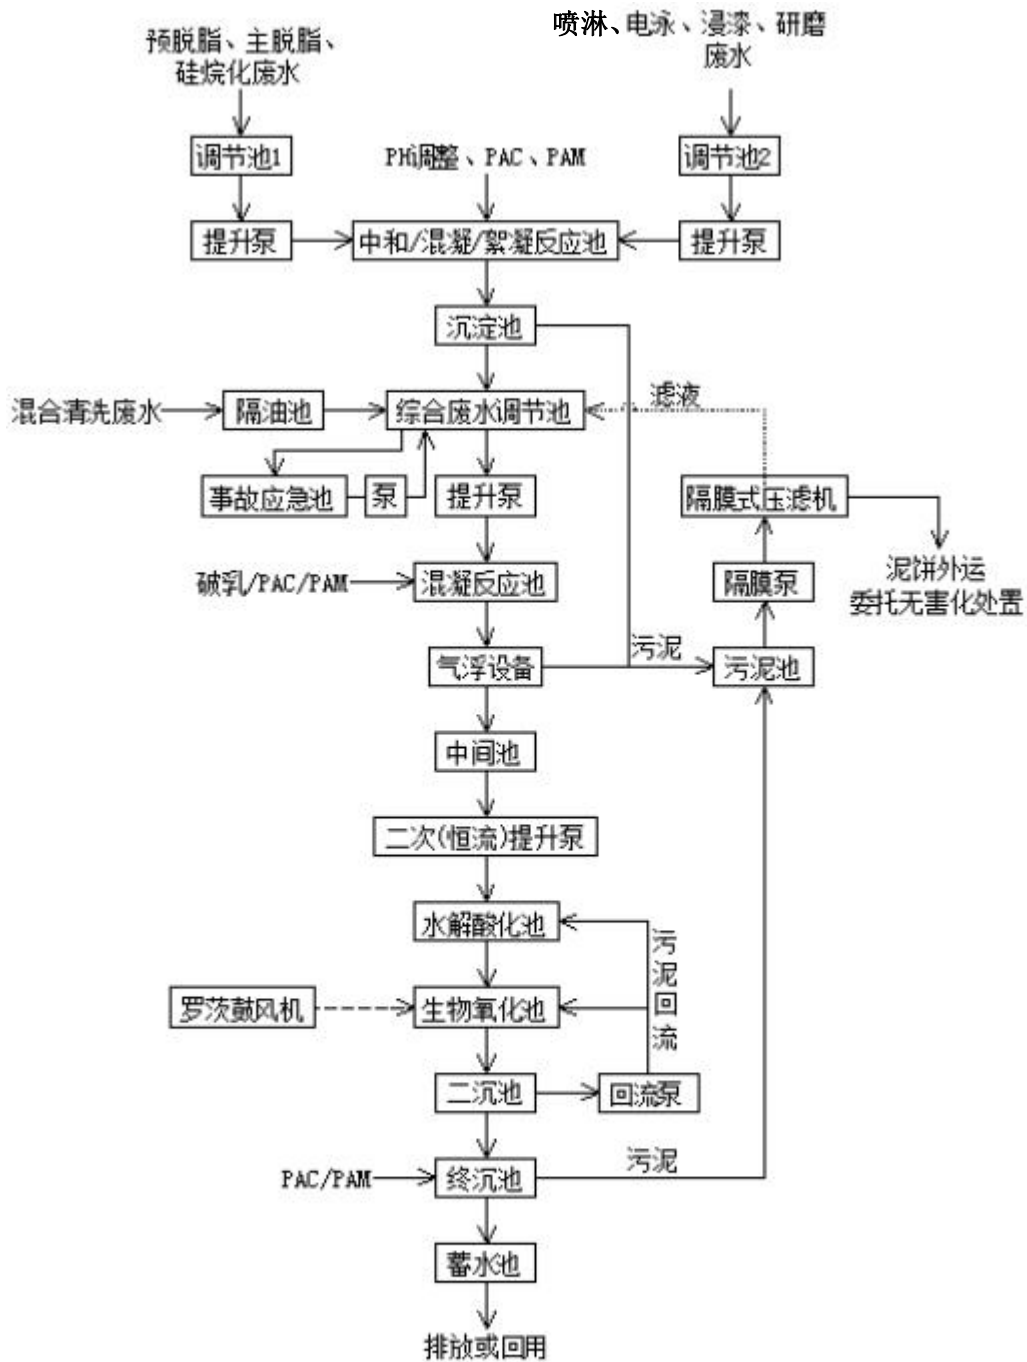 喷淋、电泳、浸漆、研磨
废水
预脱脂、主脱脂、
硅烷化废水
调节池1
PH调整、PAC、PAM
调节池2
提升泵
中和/混凝/絮凝反应池
提升泵
沉淀池
混合清先废水
隔油池
综合废水调节池
滤液
事故应急池
泵
提升泵
隔膜式压滤机
破乳/PAC/PAM
混凝反应池
隔膜泵
泥饼外运
委托无害化处置
气浮设备
污泥
污泥池
中间池
二次(恒流)提升泵
水解酸化池
污泥回流
罗茨鼓风机
生物氧化池
二沉池
回流泵
PAC/PAM
终沉池
污泥
蓄水池
排放或回用